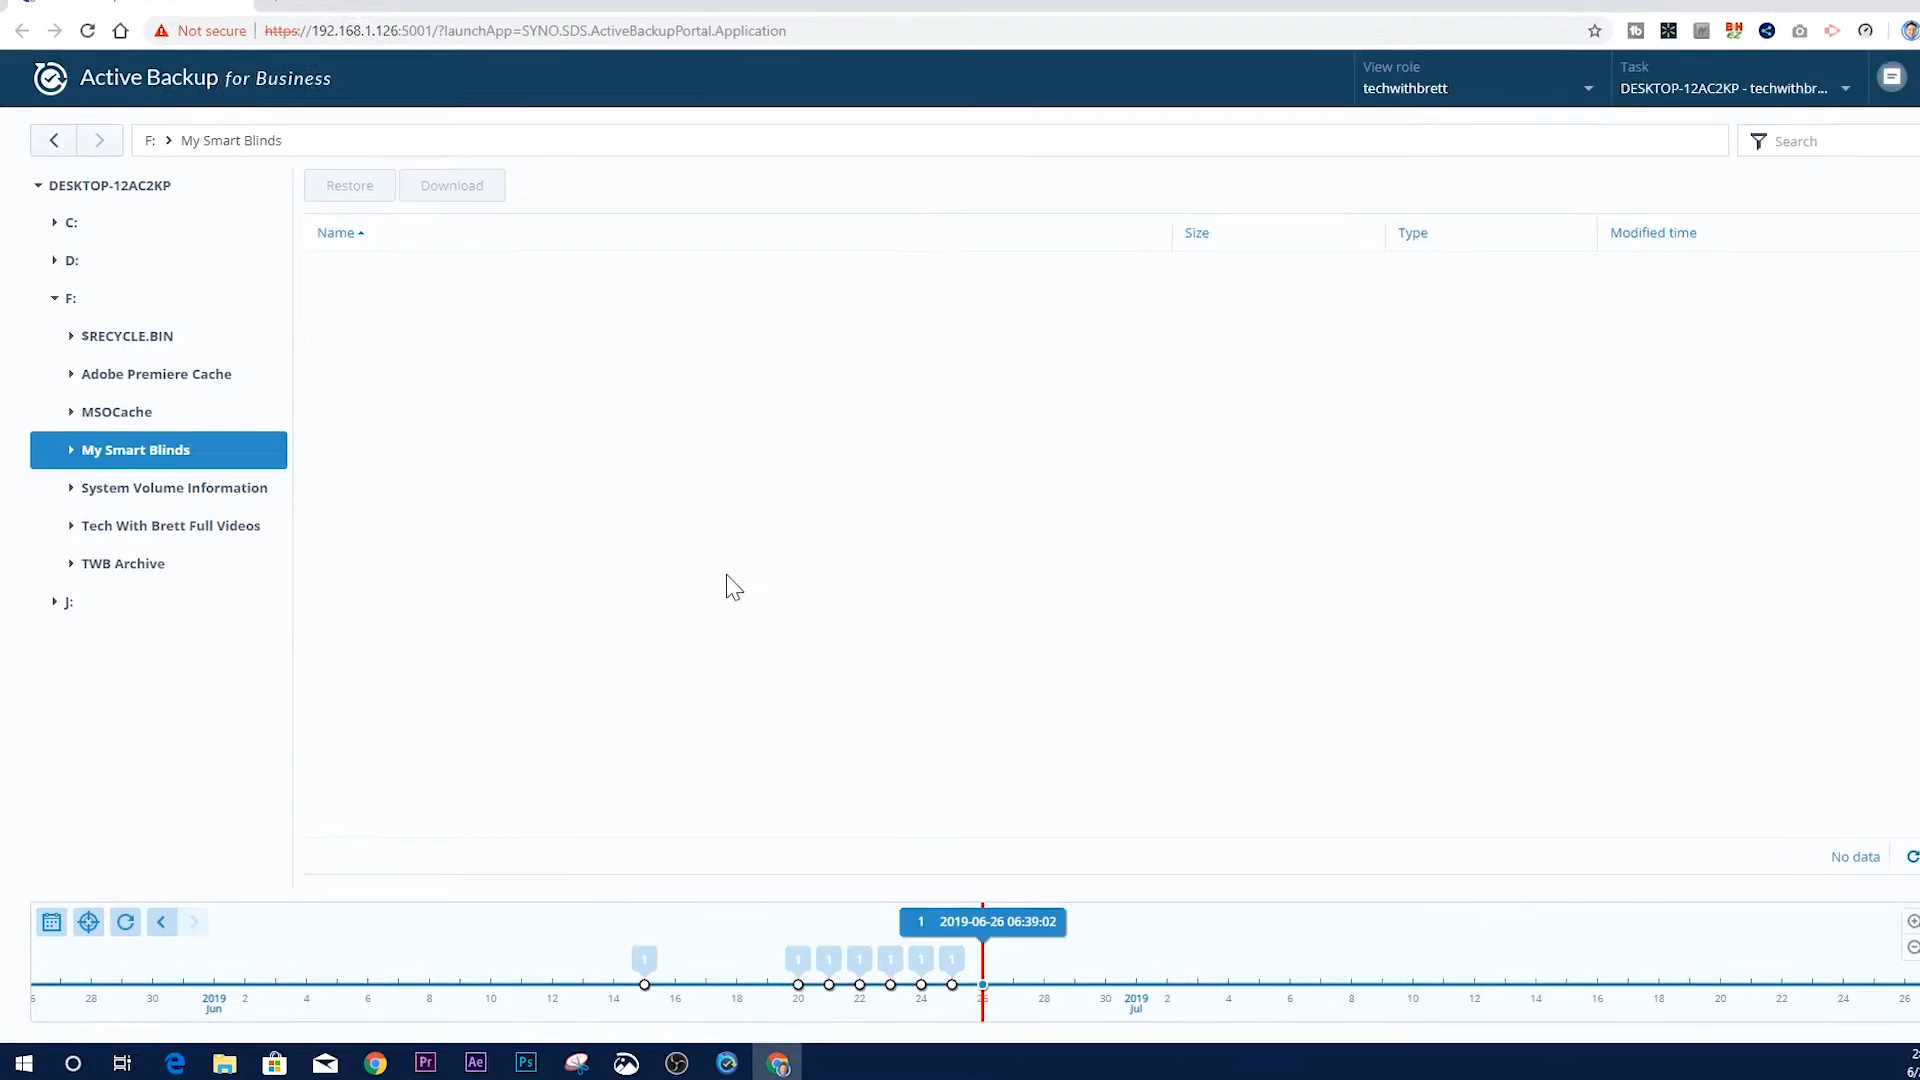 Not secure
https://192.168.1.126:5001/?launchApp=SYNO.SDS.ActiveBackupPortal.Application
Active Backup for Business
View role
techwithbrett
Task
DESKTOP-12AC2KP - techwithbr...
F: > My Smart Blinds
Search
DESKTOP-12AC2KP
C:
D:
F:
$RECYCLE.BIN
Adobe Premiere Cache
MSOCache
My Smart Blinds
System Volume Information
Tech With Brett Full Videos
TWB Archive
J:
Restore
Download
Name
Size
Type
Modified time
No data
1 2019-06-26 06:39:02
1 1 1 1 1 1 1
28 30 2019 2 4 6 8 10 12 14 16 18 20 22 24 26 28 30 2019 2 4 6 8 10 12 14 16 18 20 22 24 26
Jun Jul
Pr Ae Ps